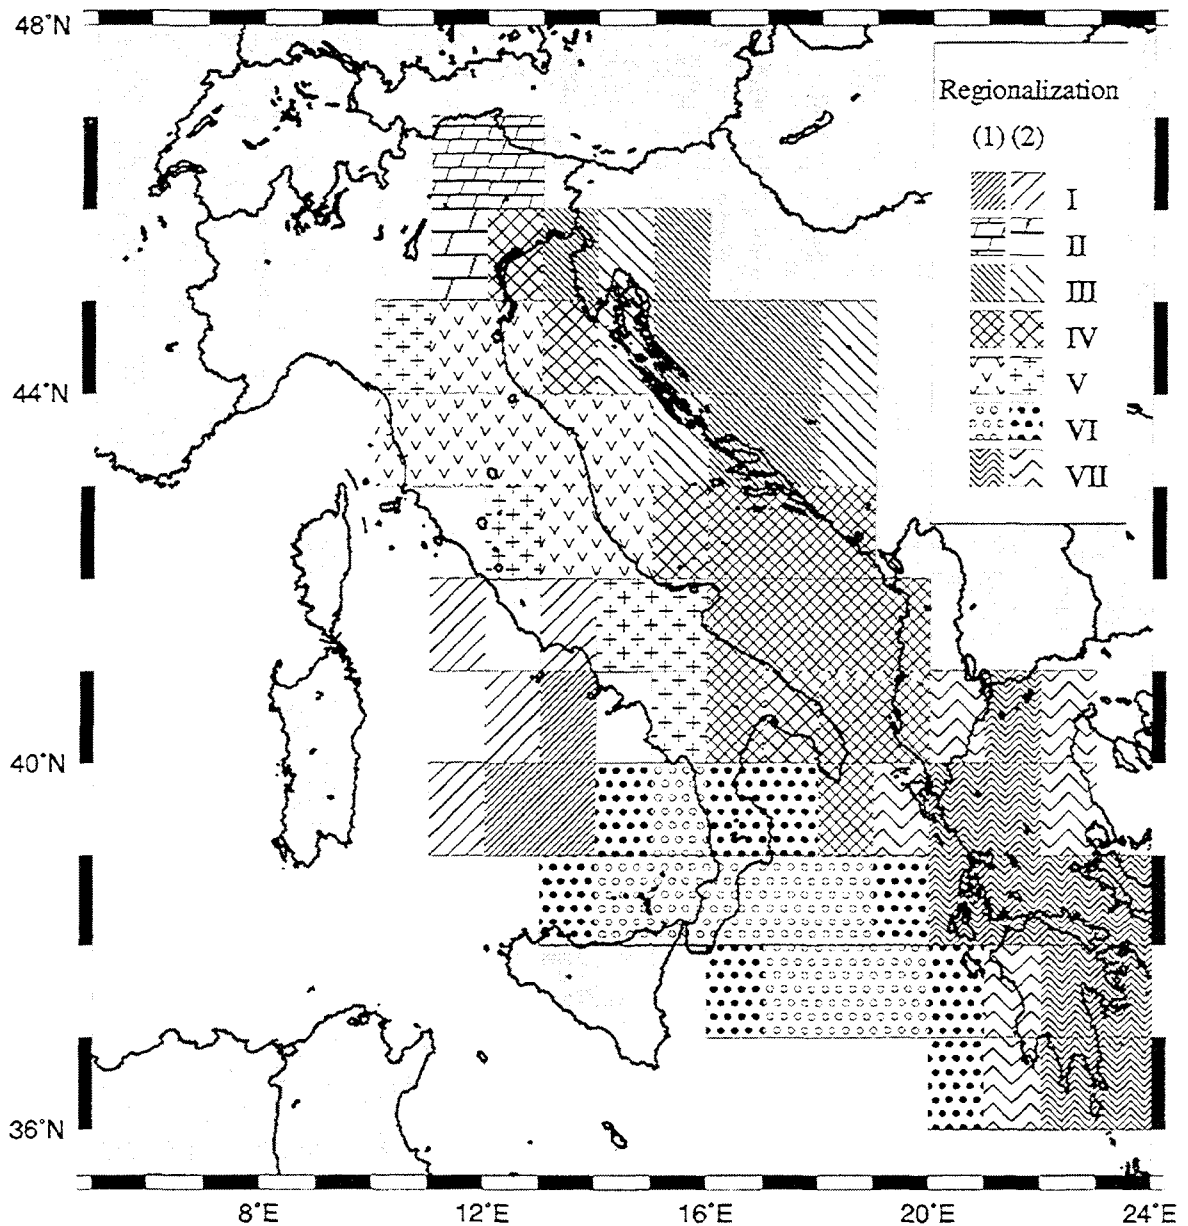 48°N
44°N
40°N
36°N
8°E 12°E 16°E 20°E 24°E
Regionalization
(1) (2)
I
II
III
IV
V
VI
VII